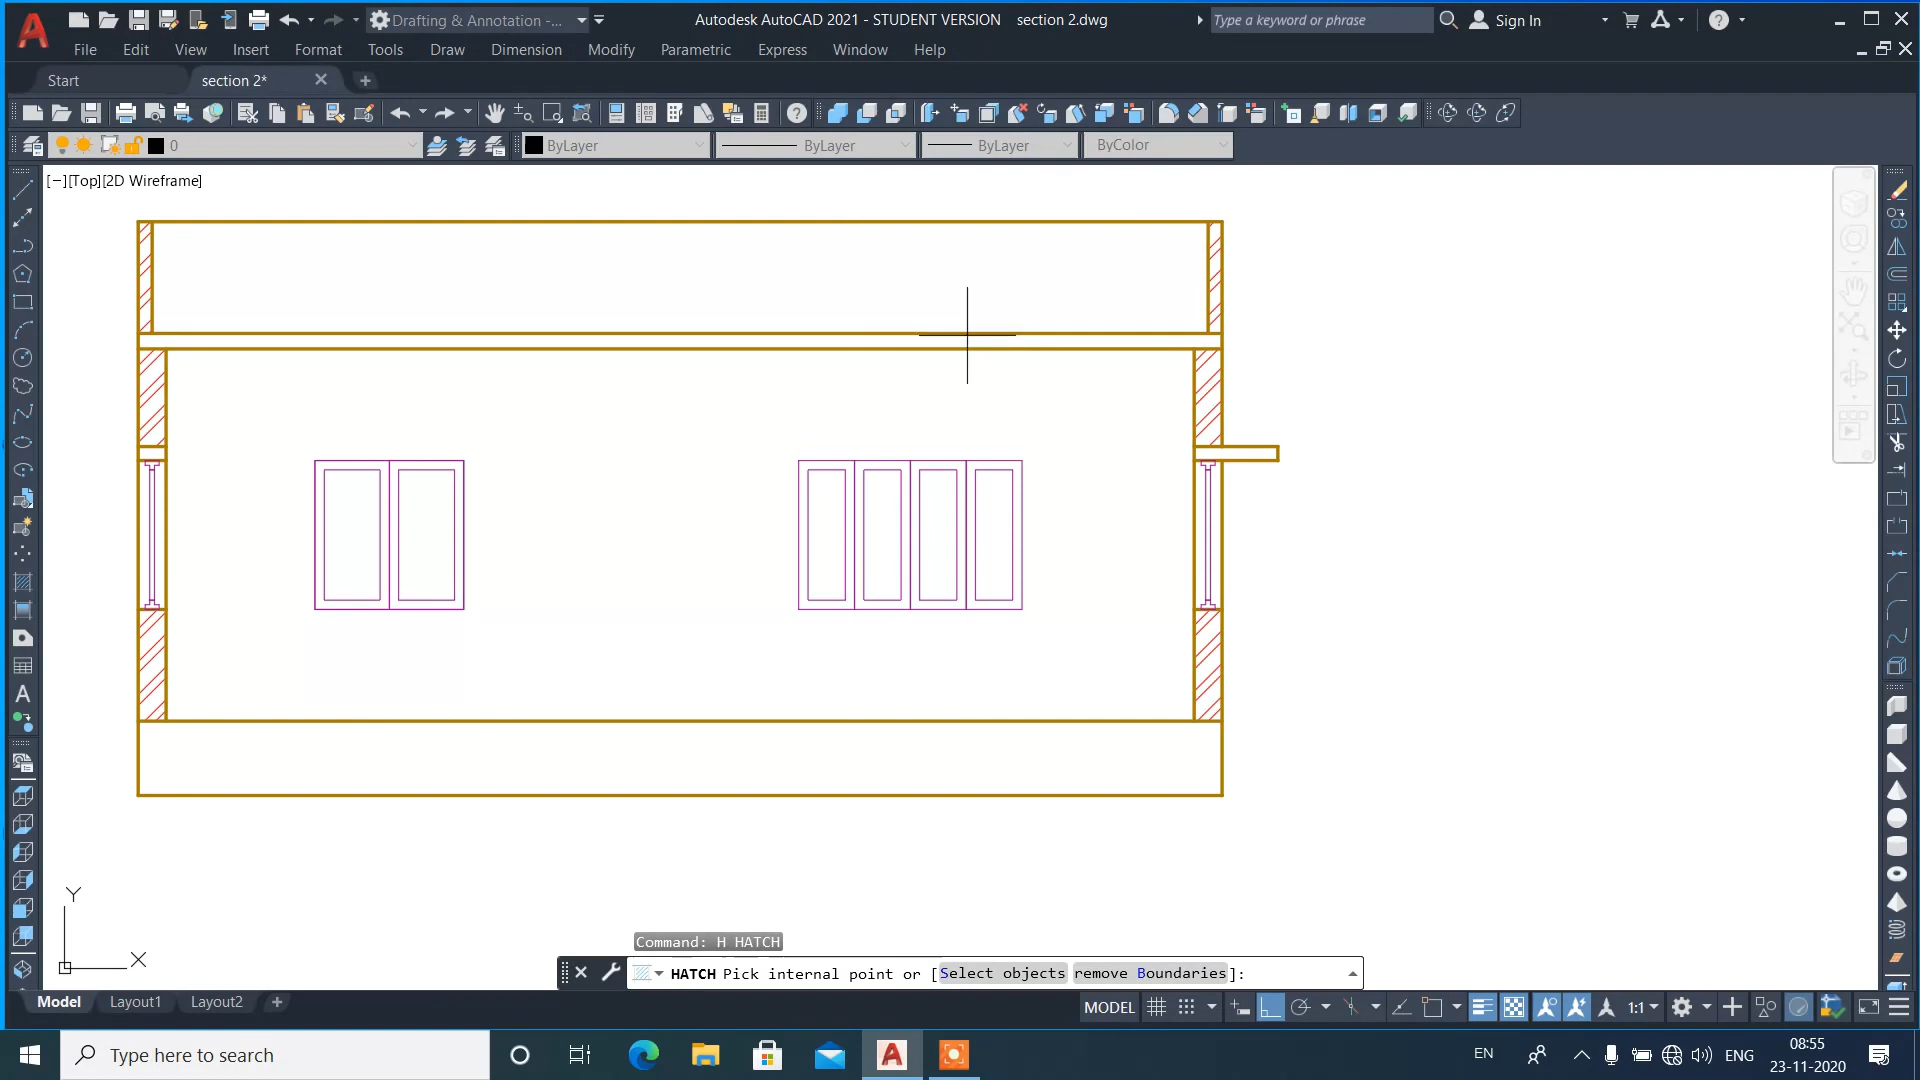 Drafting & Annotation -...
Autodesk AutoCAD 2021 - STUDENT VERSION section 2.dwg
Type a keyword or phrase
Sign In
File Edit View Insert Format Tools Draw Dimension Modify Parametric Express Window Help
Start section 2*
0 ByLayer ByLayer ByLayer ByColor
[−][Top][2D Wireframe]
Y
X
Command: H HATCH
HATCH Pick internal point or [Select objects remove Boundaries]:
Model Layout1 Layout2
MODEL 1:1
Type here to search
EN ENG
08:55
23-11-2020